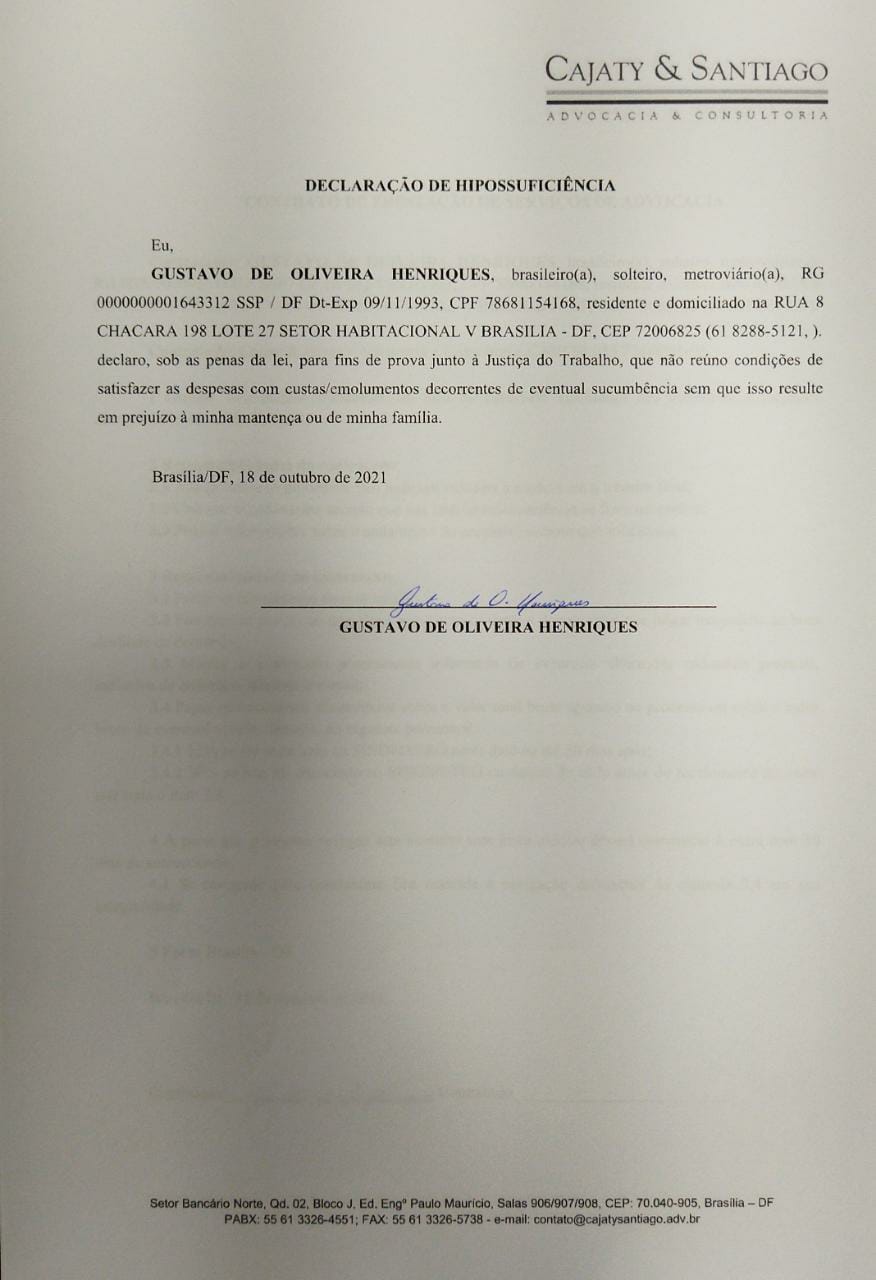 CAJATY & SANTIAGO
ADVOCACIA & CONSULTORIA
DECLARAÇÃO DE HIPOSSUFICIÊNCIA
Eu,
GUSTAVO DE OLIVEIRA HENRIQUES, brasileiro(a), solteiro, metroviário(a), RG
0000000001643312 SSP / DF Dt-Exp 09/11/1993, CPF 78681154168, residente e domiciliado na RUA 8
CHACARA 198 LOTE 27 SETOR HABITACIONAL V BRASILIA - DF, CEP 72006825 (61 8288-5121, ).
declaro, sob as penas da lei, para fins de prova junto à Justiça do Trabalho, que não reúno condições de
satisfazer as despesas com custas/emolumentos decorrentes de eventual sucumbência sem que isso resulte
em prejuízo à minha mantença ou de minha família.
Brasília/DF, 18 de outubro de 2021
Gustavo de O. Henriques
GUSTAVO DE OLIVEIRA HENRIQUES
Setor Bancário Norte, Qd. 02, Bloco J, Ed. Engº Paulo Maurício, Salas 906/907/908, CEP: 70.040-905, Brasília – DF
PABX: 55 61 3326-4551; FAX: 55 61 3326-5738 - e-mail: contato@cajatysantiago.adv.br